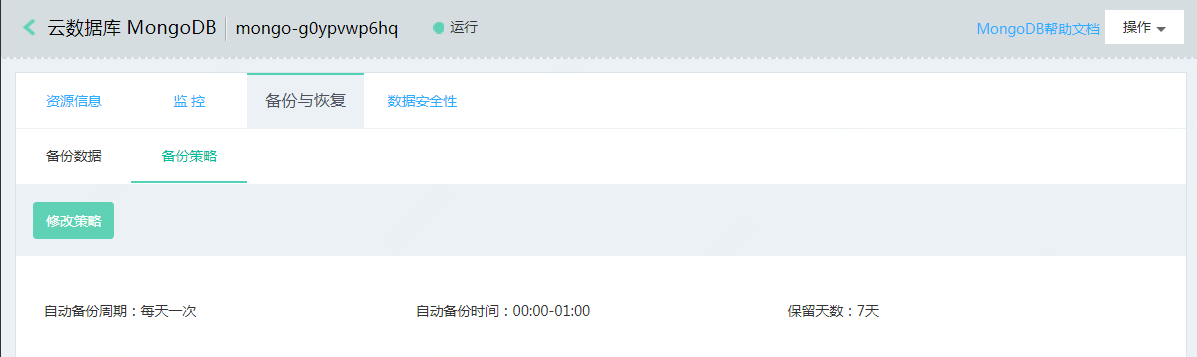 云数据库 MongoDB mongo-g0ypvwp6hq 运行 MongoDB帮助文档 操作
资源信息 监 控 备份与恢复 数据安全性
备份数据 备份策略
修改策略
自动备份周期：每天一次 自动备份时间：00:00-01:00 保留天数：7天